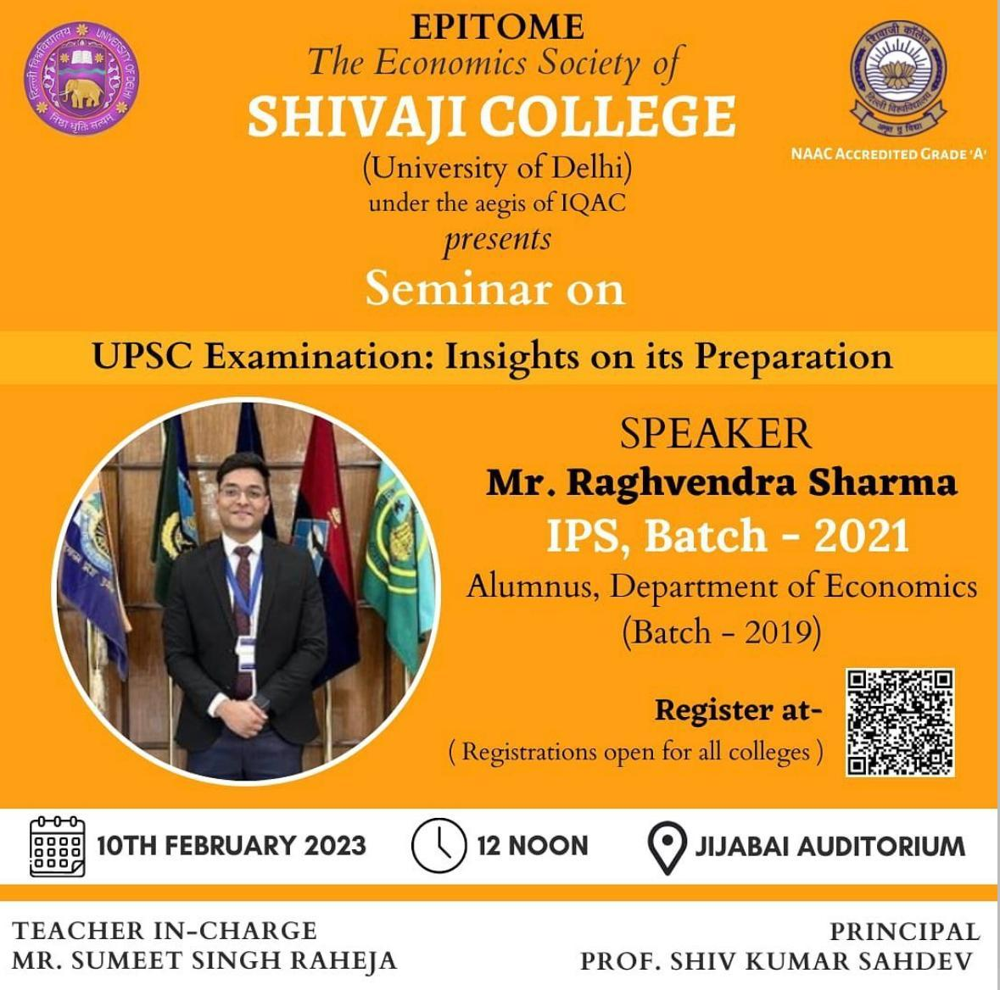 दिल्ली विश्वविद्यालय
UNIVERSITY OF DELHI
निष्ठा धृतिः सत्यम्
EPITOME
The Economics Society of
SHIVAJI COLLEGE
(University of Delhi)
under the aegis of IQAC
presents
Seminar on
शिवाजी कॉलेज
दिल्ली विश्वविद्यालय
NAAC ACCREDITED GRADE 'A'
UPSC Examination: Insights on its Preparation
SPEAKER
Mr. Raghvendra Sharma
IPS, Batch - 2021
Alumnus, Department of Economics
(Batch - 2019)
Register at-
( Registrations open for all colleges )
10TH FEBRUARY 2023
12 NOON
JIJABAI AUDITORIUM
TEACHER IN-CHARGE
MR. SUMEET SINGH RAHEJA
PRINCIPAL
PROF. SHIV KUMAR SAHDEV